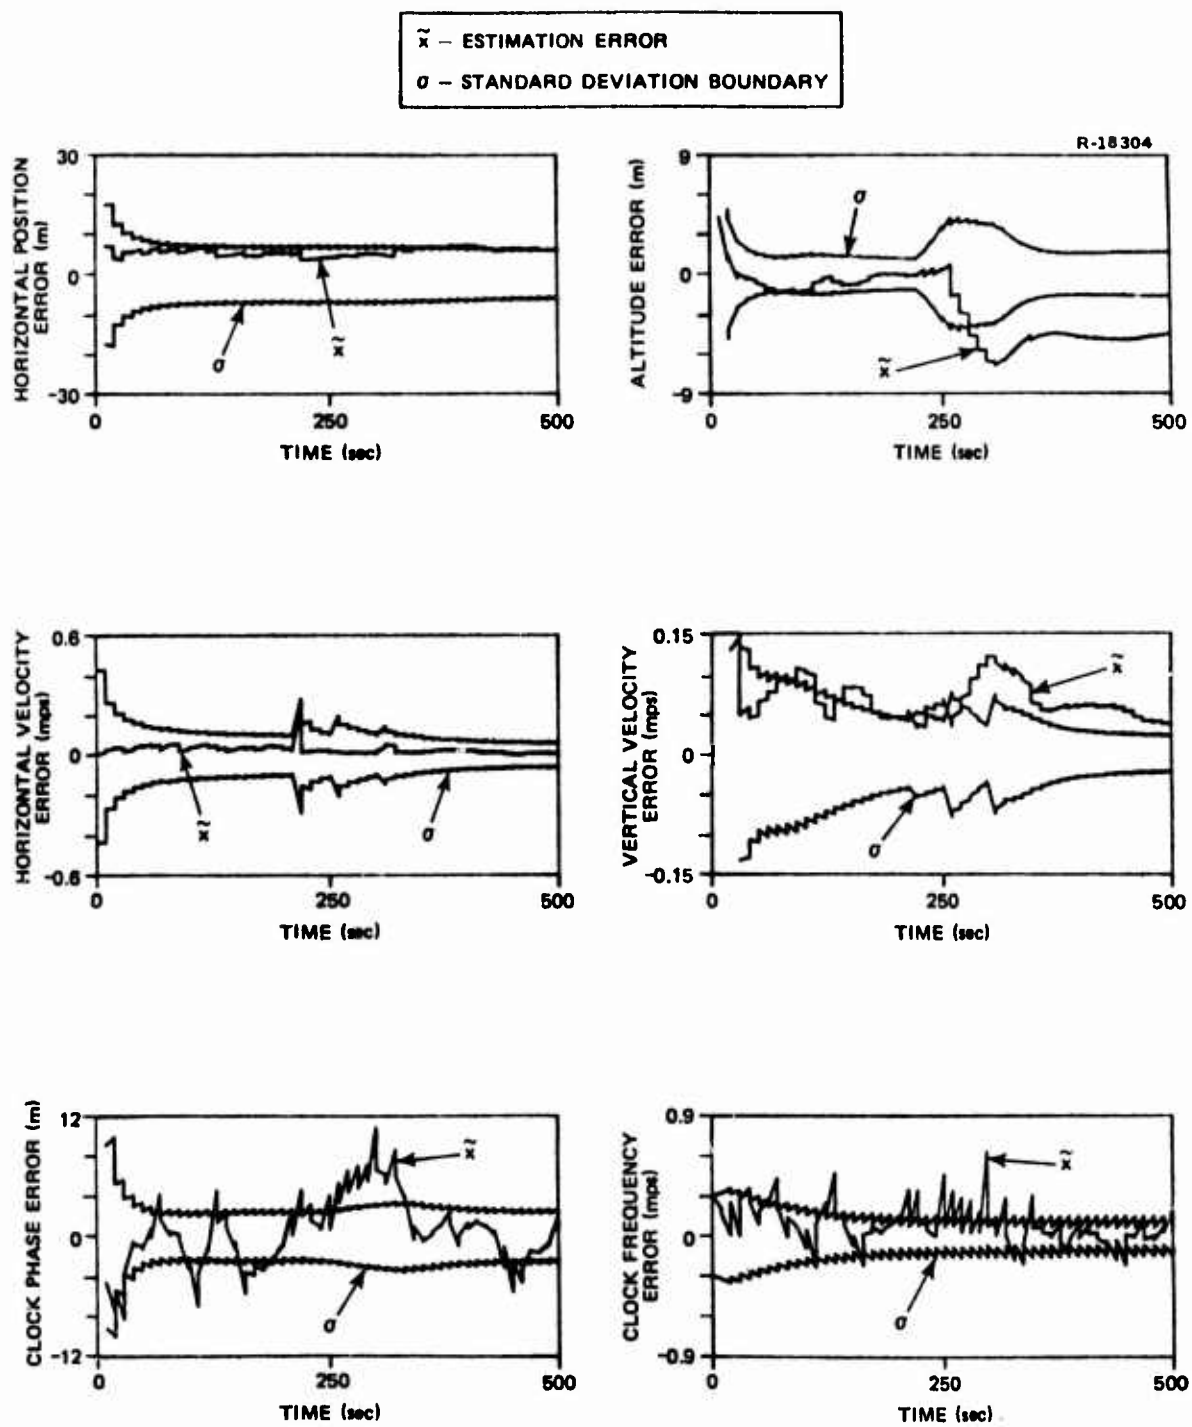 x̃ – ESTIMATION ERROR
σ – STANDARD DEVIATION BOUNDARY
R-18304
HORIZONTAL POSITION
ERROR (m)
30
0
-30
σ
x̃
0
250
500
TIME (sec)
ALTITUDE ERROR (m)
9
0
-9
σ
x̃
0
250
500
TIME (sec)
HORIZONTAL VELOCITY
ERROR (mps)
0.6
0
-0.6
x̃
σ
0
250
500
TIME (sec)
VERTICAL VELOCITY
ERROR (mps)
0.15
0
-0.15
x̃
σ
0
250
500
TIME (sec)
CLOCK PHASE ERROR (m)
12
0
-12
x̃
σ
0
250
500
TIME (sec)
CLOCK FREQUENCY
ERROR (mps)
0.9
0
-0.9
x̃
σ
0
250
500
TIME (sec)